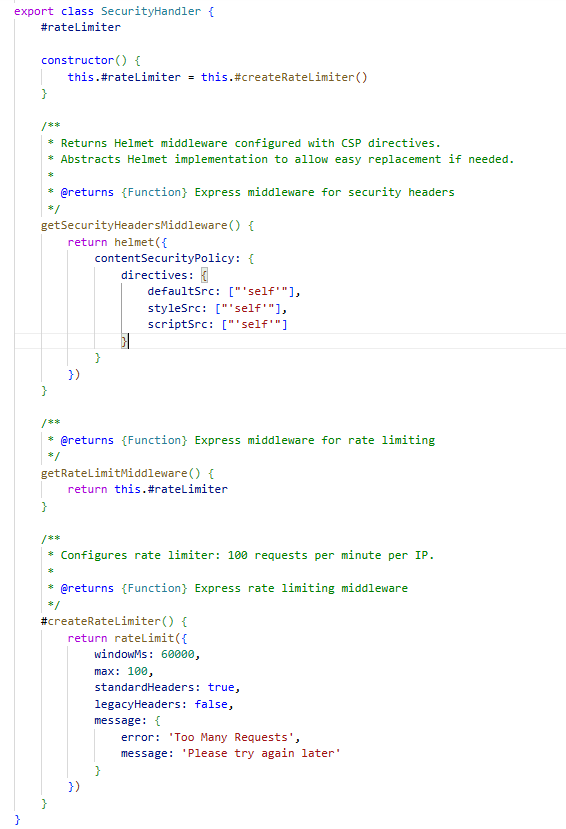 export class SecurityHandler {
    #rateLimiter

    constructor() {
        this.#rateLimiter = this.#createRateLimiter()
    }

    /**
     * Returns Helmet middleware configured with CSP directives.
     * Abstracts Helmet implementation to allow easy replacement if needed.
     *
     * @returns {Function} Express middleware for security headers
     */
    getSecurityHeadersMiddleware() {
        return helmet({
            contentSecurityPolicy: {
                directives: {
                    defaultSrc: ["'self'"],
                    styleSrc: ["'self'"],
                    scriptSrc: ["'self'"]
                }
            }
        })
    }

    /**
     * @returns {Function} Express middleware for rate limiting
     */
    getRateLimitMiddleware() {
        return this.#rateLimiter
    }

    /**
     * Configures rate limiter: 100 requests per minute per IP.
     *
     * @returns {Function} Express rate limiting middleware
     */
    #createRateLimiter() {
        return rateLimit({
            windowMs: 60000,
            max: 100,
            standardHeaders: true,
            legacyHeaders: false,
            message: {
                error: 'Too Many Requests',
                message: 'Please try again later'
            }
        })
    }
}